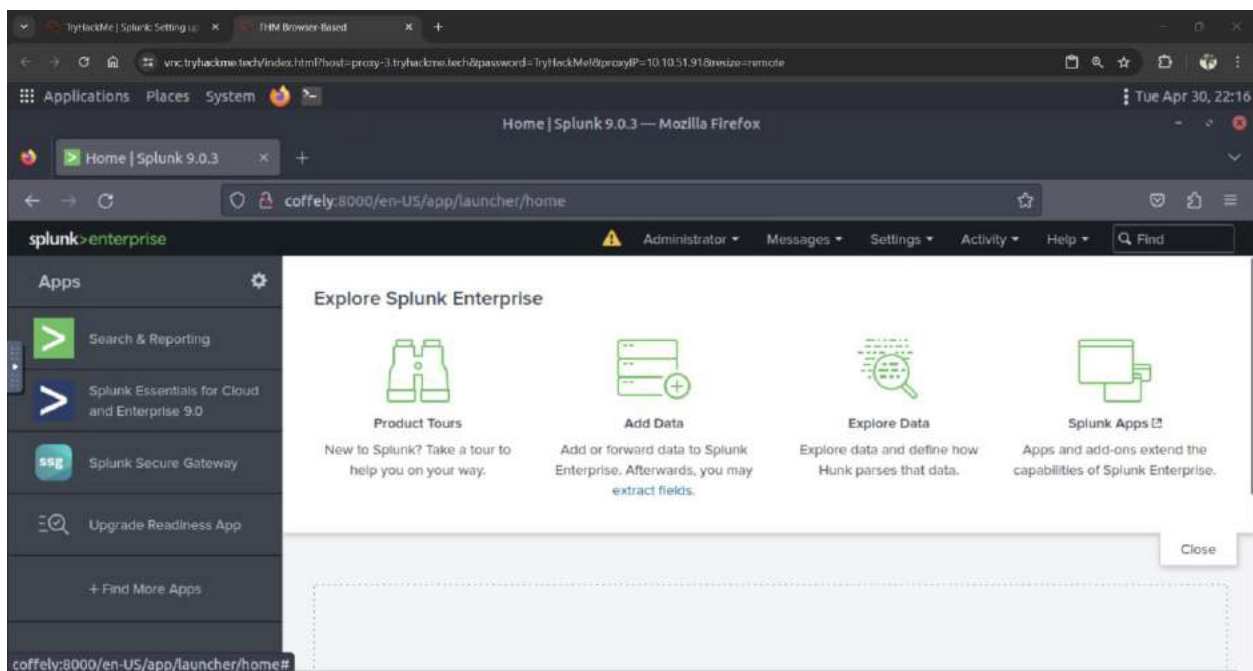 TryHackMe | Splunk: Setting up
THM Browser-Based
vnc.tryhackme.tech/index.html?host=proxy-3.tryhackme.tech&password=TryHackMe!&proxyIP=10.10.51.91&resize=remote
Applications Places System
Tue Apr 30, 22:16
Home | Splunk 9.0.3 — Mozilla Firefox
Home | Splunk 9.0.3
coffely:8000/en-US/app/launcher/home
splunk>enterprise
Administrator Messages Settings Activity Help Find
Apps
Search & Reporting
Splunk Essentials for Cloud
and Enterprise 9.0
ssg
Splunk Secure Gateway
Upgrade Readiness App
+ Find More Apps
Explore Splunk Enterprise
Product Tours
New to Splunk? Take a tour to
help you on your way.
Add Data
Add or forward data to Splunk
Enterprise. Afterwards, you may
extract fields.
Explore Data
Explore data and define how
Hunk parses that data.
Splunk Apps
Apps and add-ons extend the
capabilities of Splunk Enterprise.
Close
coffely:8000/en-US/app/launcher/home#